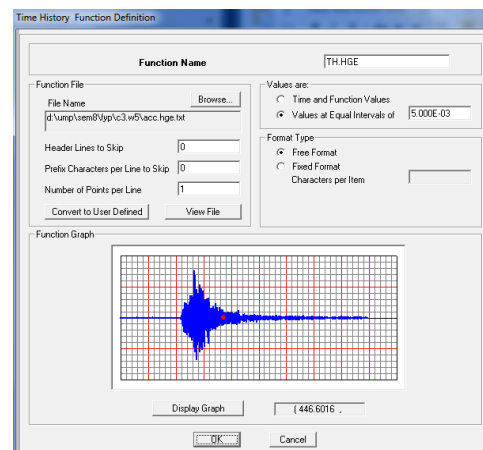 Time History Function Definition
Function Name
TH.HGE
Function File
File Name
Browse...
d:\ump\sem8\fyp\c3.w5\acc.hge.txt
Header Lines to Skip
0
Prefix Characters per Line to Skip
0
Number of Points per Line
1
Convert to User Defined
View File
Values are:
Time and Function Values
Values at Equal Intervals of
5.000E-03
Format Type
Free Format
Fixed Format
Characters per Item
Function Graph
Display Graph
( 446.6016 ,
OK
Cancel